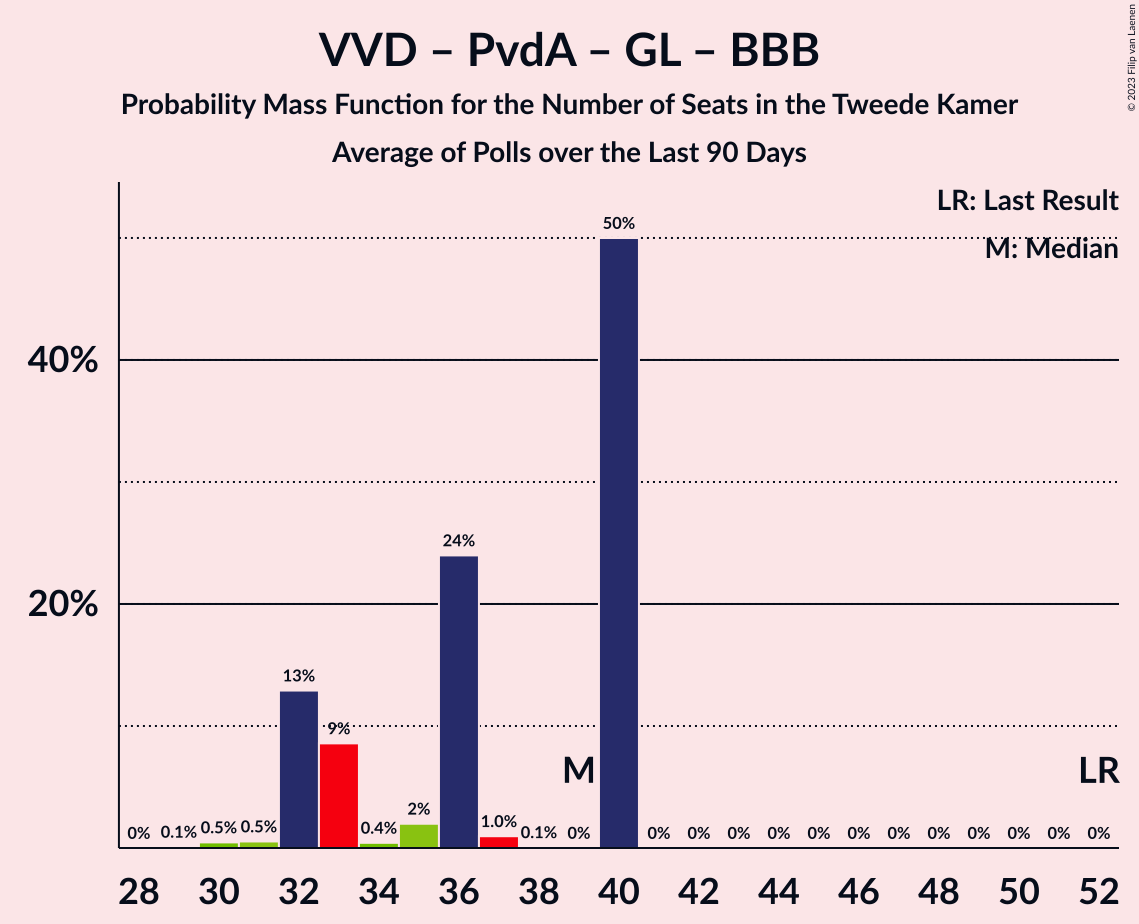 VVD – PvdA – GL – BBB
Probability Mass Function for the Number of Seats in the Tweede Kamer
Average of Polls over the Last 90 Days
© 2023 Filip van Laenen
LR: Last Result
M: Median
40%
20%
0% 0.1% 0.5% 0.5% 13% 9% 0.4% 2% 24% 1.0% 0.1% 0% 50% 0% 0% 0% 0% 0% 0% 0% 0% 0% 0% 0% 0%
M LR
28 30 32 34 36 38 40 42 44 46 48 50 52